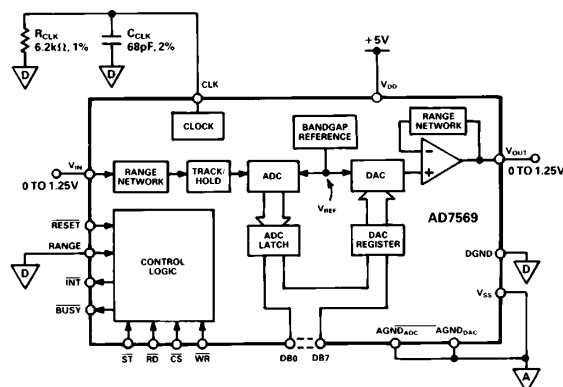 R_CLK
6.2kΩ, 1%
C_CLK
68pF, 2%
D
D
CLK
+5V
V_DD
CLOCK
BANDGAP
REFERENCE
RANGE
NETWORK
V_IN
0 TO 1.25V
RANGE
NETWORK
TRACK/
HOLD
ADC
DAC
V_OUT
0 TO 1.25V
V_REF
AD7569
RESET
RANGE
D
INT
BUSY
CONTROL
LOGIC
ADC
LATCH
DAC
REGISTER
DGND
D
V_SS
ST
RD
CS
WR
DB0
DB7
AGND_ADC
AGND_DAC
A